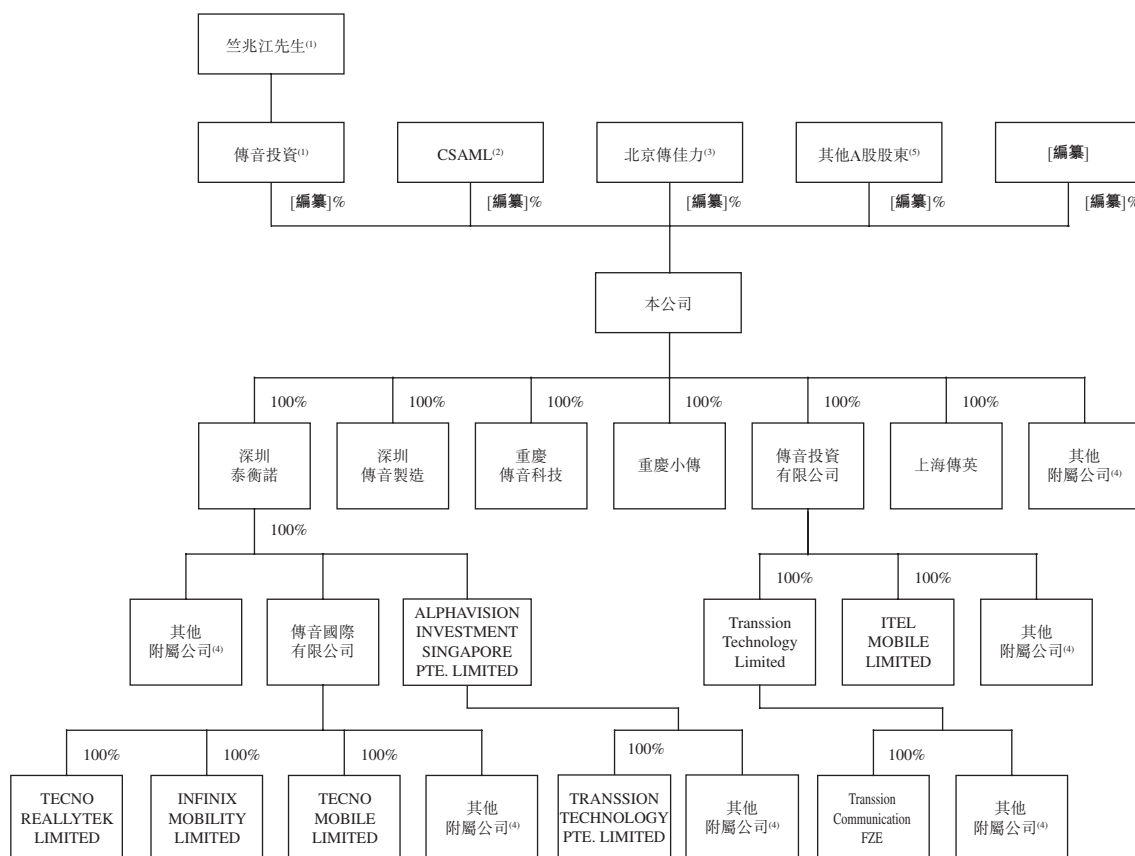 竺兆江先生(1)
傳音投資(1)
CSAML(2)
北京傳佳力(3)
其他A股股東(5)
[編纂]
[編纂]%
[編纂]%
[編纂]%
[編纂]%
[編纂]%
本公司
100%
100%
100%
100%
100%
100%
100%
深圳
泰衡諾
深圳
傳音製造
重慶
傳音科技
重慶小傳
傳音投資
有限公司
上海傳英
其他
附屬公司(4)
100%
100%
100%
100%
其他
附屬公司(4)
傳音國際
有限公司
ALPHAVISION
INVESTMENT
SINGAPORE
PTE. LIMITED
Transsion
Technology
Limited
ITEL
MOBILE
LIMITED
其他
附屬公司(4)
100%
100%
100%
100%
100%
100%
100%
100%
TECNO
REALLYTEK
LIMITED
INFINIX
MOBILITY
LIMITED
TECNO
MOBILE
LIMITED
其他
附屬公司(4)
TRANSSION
TECHNOLOGY
PTE. LIMITED
其他
附屬公司(4)
Transsion
Communication
FZE
其他
附屬公司(4)